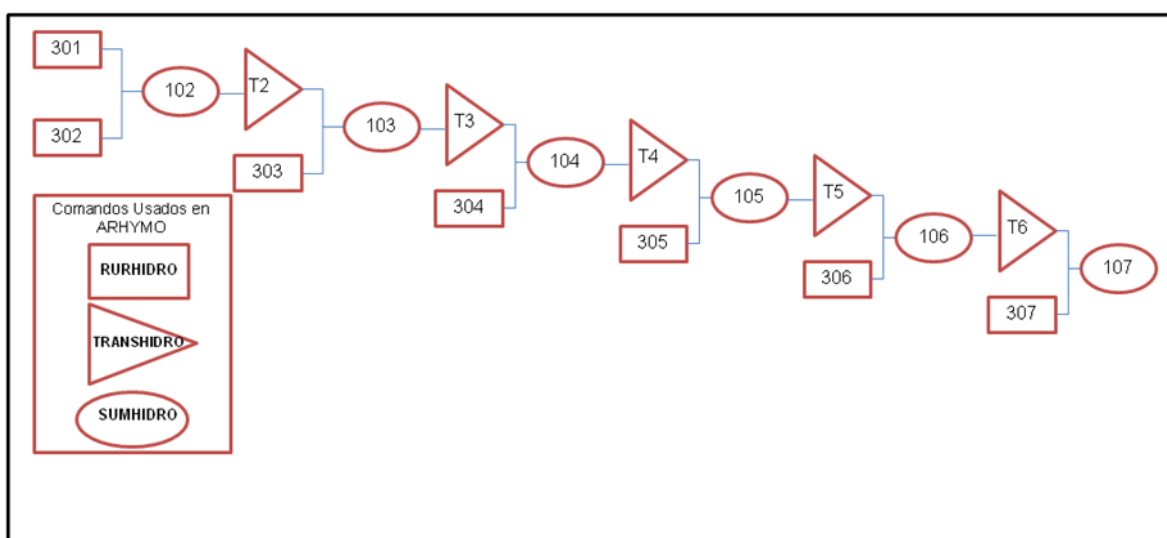 301
302
102
T2
303
103
T3
304
104
T4
305
105
T5
306
106
T6
307
107
Comandos Usados en
ARHYMO
RURHIDRO
TRANSHIDRO
SUMHIDRO